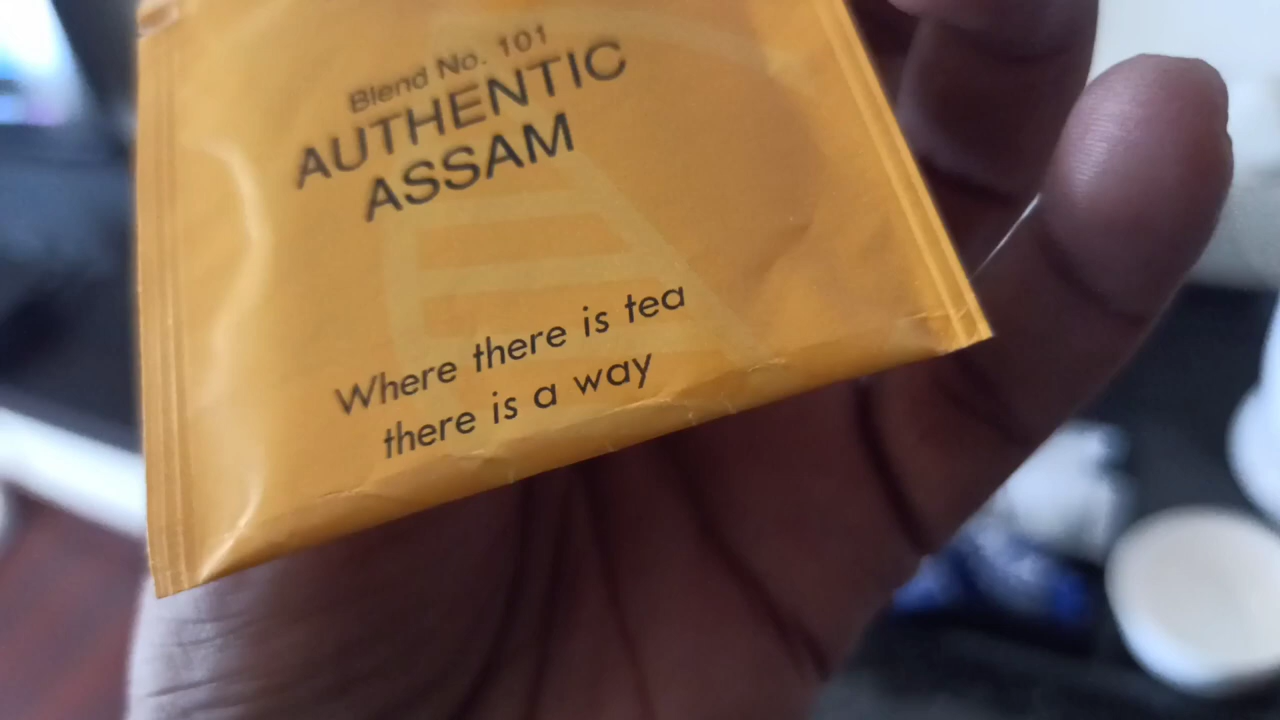 Blend No. 101
AUTHENTIC
ASSAM
Where there is tea
there is a way